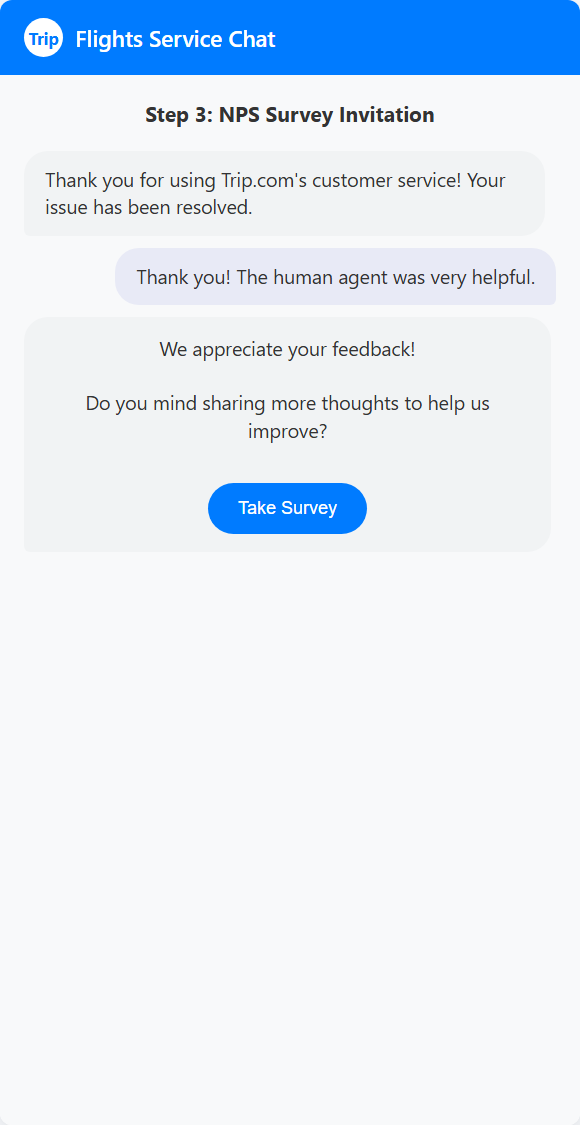 Trip Flights Service Chat
Step 3: NPS Survey Invitation
Thank you for using Trip.com's customer service! Your
issue has been resolved.
Thank you! The human agent was very helpful.
We appreciate your feedback!
Do you mind sharing more thoughts to help us
improve?
Take Survey